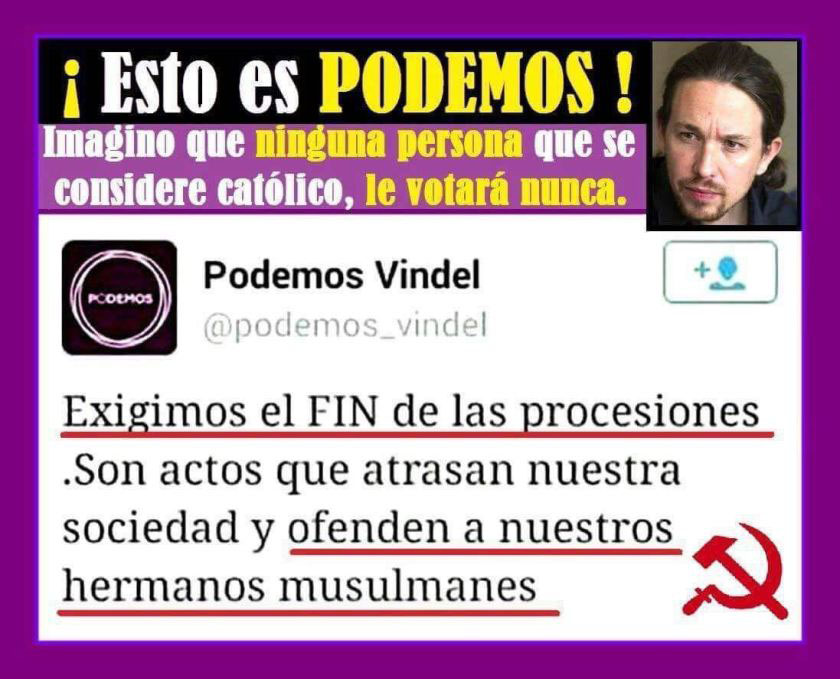 ¡ Esto es PODEMOS !
Imagino que ninguna persona que se
considere católico, le votará nunca.
PODEMOS
Podemos Vindel
@podemos_vindel
+
Exigimos el FIN de las procesiones
.Son actos que atrasan nuestra
sociedad y ofenden a nuestros
hermanos musulmanes